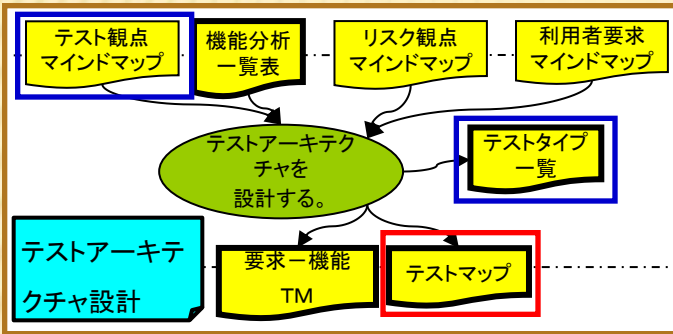 テスト観点
マインドマップ
機能分析
一覧表
リスク観点
マインドマップ
利用者要求
マインドマップ
テストアーキテク
チャを
設計する。
テストタイプ
一覧
テストアーキテ
クチャ設計
要求－機能
TM
テストマップ